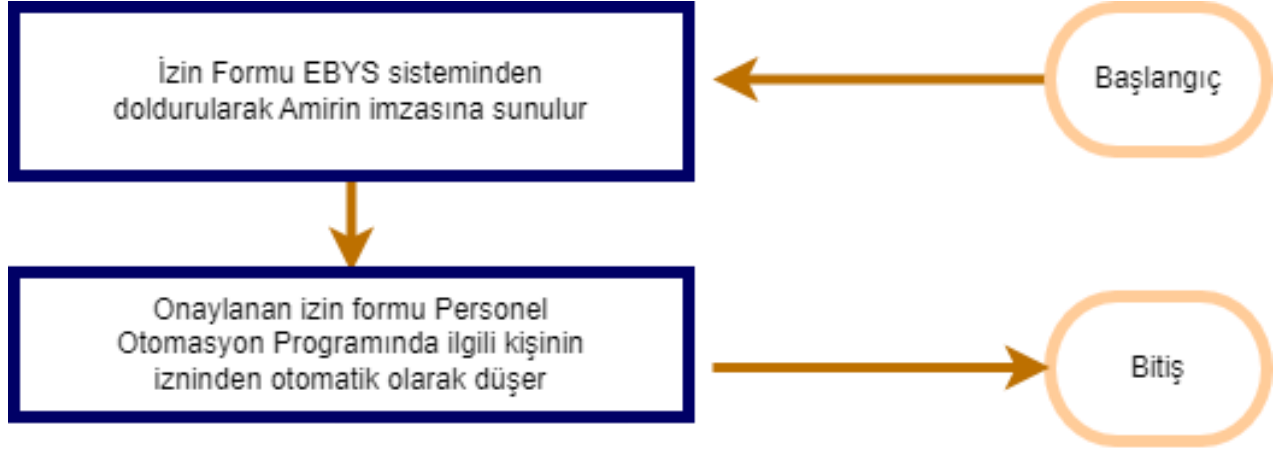 Başlangıç
İzin Formu EBYS sisteminden
doldurularak Amirin imzasına sunulur
Onaylanan izin formu Personel
Otomasyon Programında ilgili kişinin
izninden otomatik olarak düşer
Bitiş